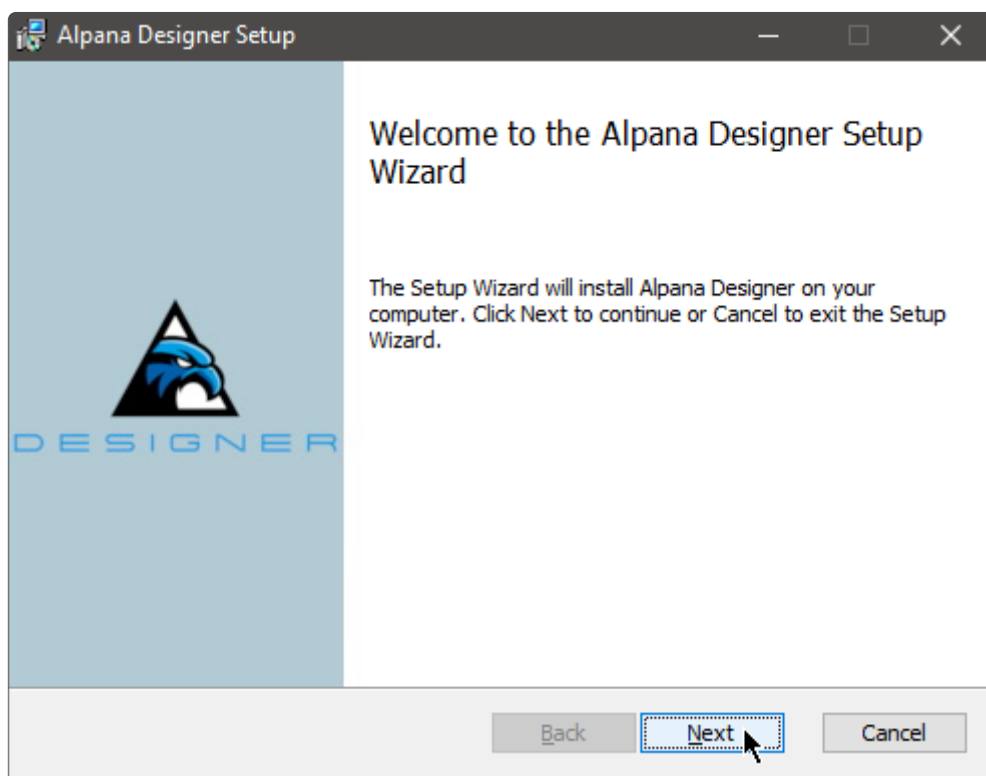 Alpana Designer Setup
Welcome to the Alpana Designer Setup
Wizard
The Setup Wizard will install Alpana Designer on your
computer. Click Next to continue or Cancel to exit the Setup
Wizard.
DESIGNER
Back
Next
Cancel